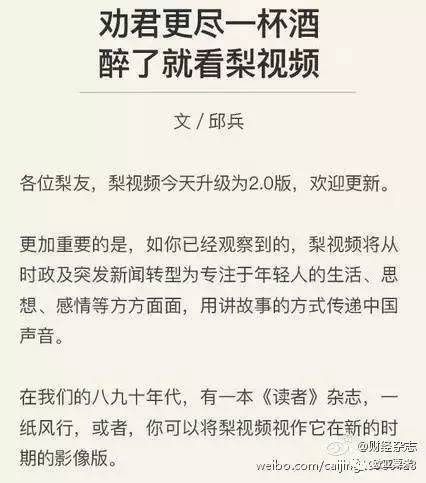 劝君更尽一杯酒
醉了就看梨视频
文 / 邱兵
各位梨友，梨视频今天升级为2.0版，欢迎更新。
更加重要的是，如你已经观察到的，梨视频将从
时政及突发新闻转型为专注于年轻人的生活、思
想、感情等方方面面，用讲故事的方式传递中国
声音。
在我们的八九十年代，有一本《读者》杂志，一
纸风行，或者，你可以将梨视频视作它在新的时
期的影像版。
@财经杂志
weibo.com/caijing